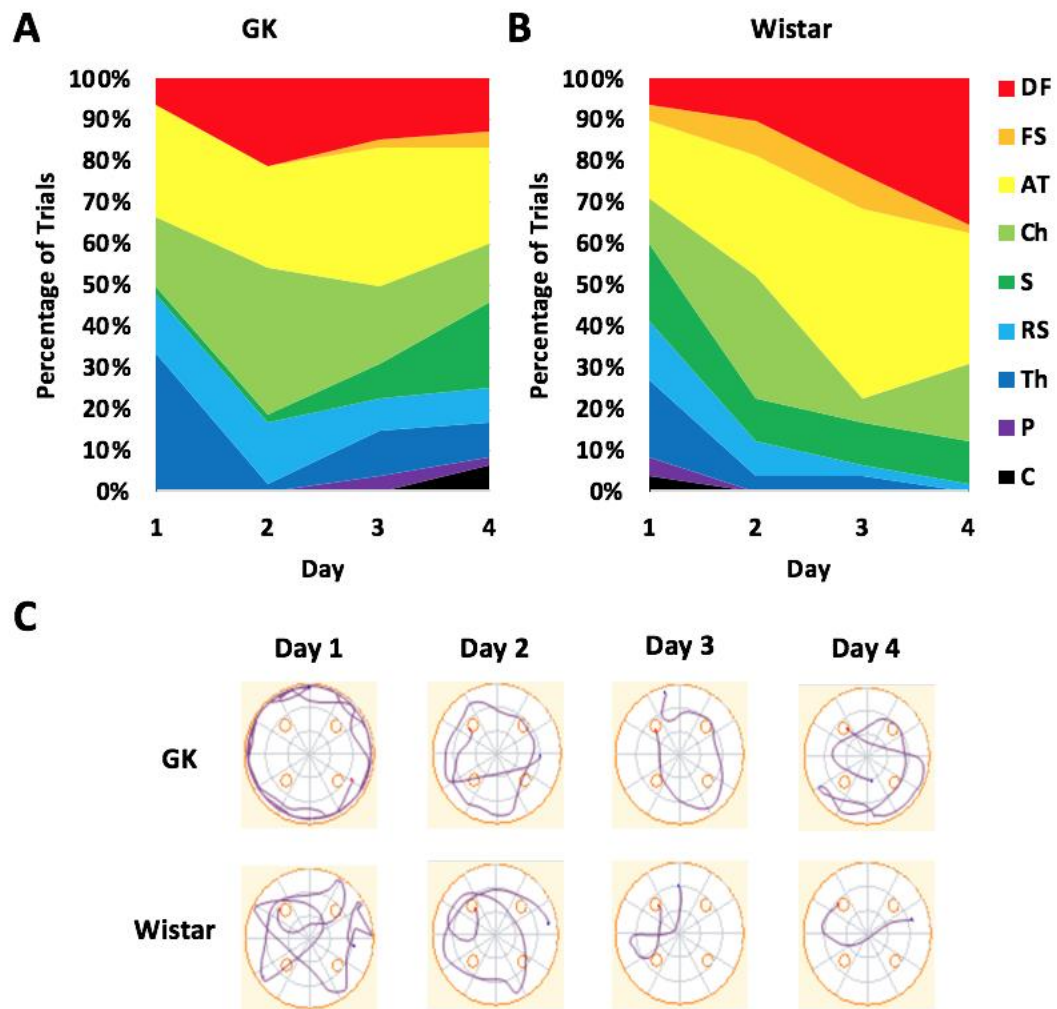 A
GK
B
Wistar
100%
90%
80%
70%
60%
50%
40%
30%
20%
10%
0%
Percentage of Trials
1 2 3 4
Day
100%
90%
80%
70%
60%
50%
40%
30%
20%
10%
0%
Percentage of Trials
1 2 3 4
Day
DF
FS
AT
Ch
S
RS
Th
P
C
C
Day 1 Day 2 Day 3 Day 4
GK
Wistar